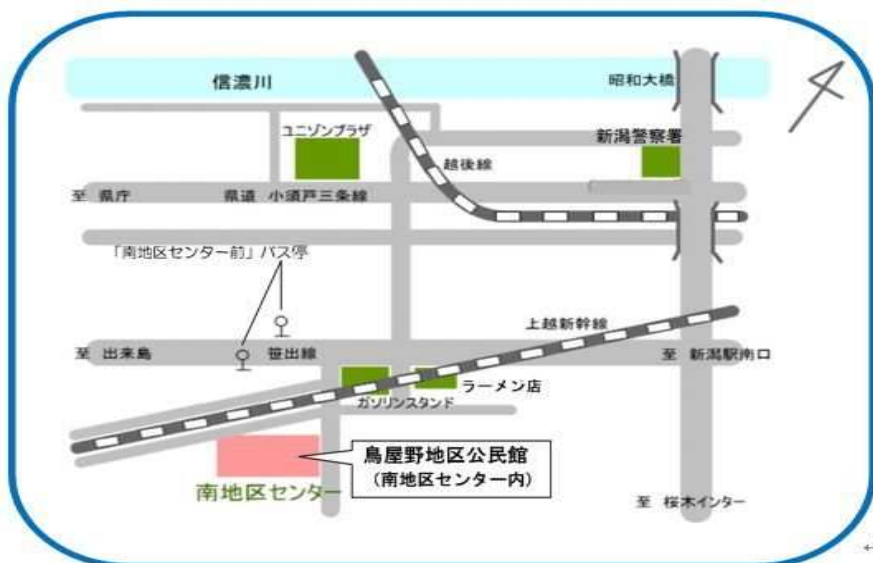 信濃川
昭和大橋
ユニゾンプラザ
新潟警察署
越後線
至 県庁
県道 小須戸三条線
「南地区センター前」バス停
上越新幹線
至 出来島
笹出線
至 新潟駅南口
ラーメン店
ガソリンスタンド
鳥屋野地区公民館
(南地区センター内)
南地区センター
至 桜木インター